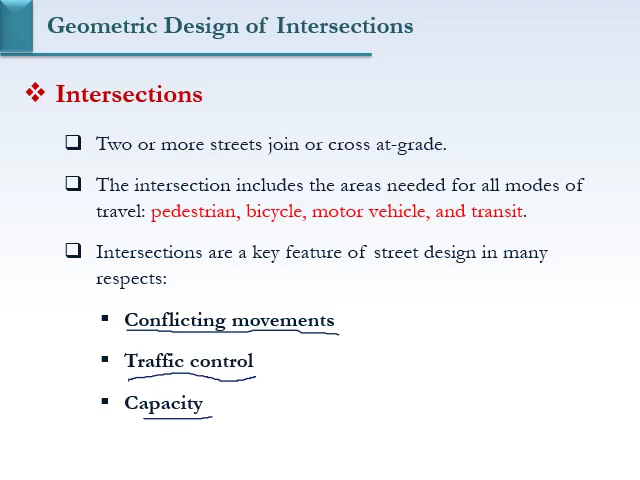 Geometric Design of Intersections
Intersections
Two or more streets join or cross at-grade.
The intersection includes the areas needed for all modes of
travel: pedestrian, bicycle, motor vehicle, and transit.
Intersections are a key feature of street design in many
respects:
Conflicting movements
Traffic control
Capacity